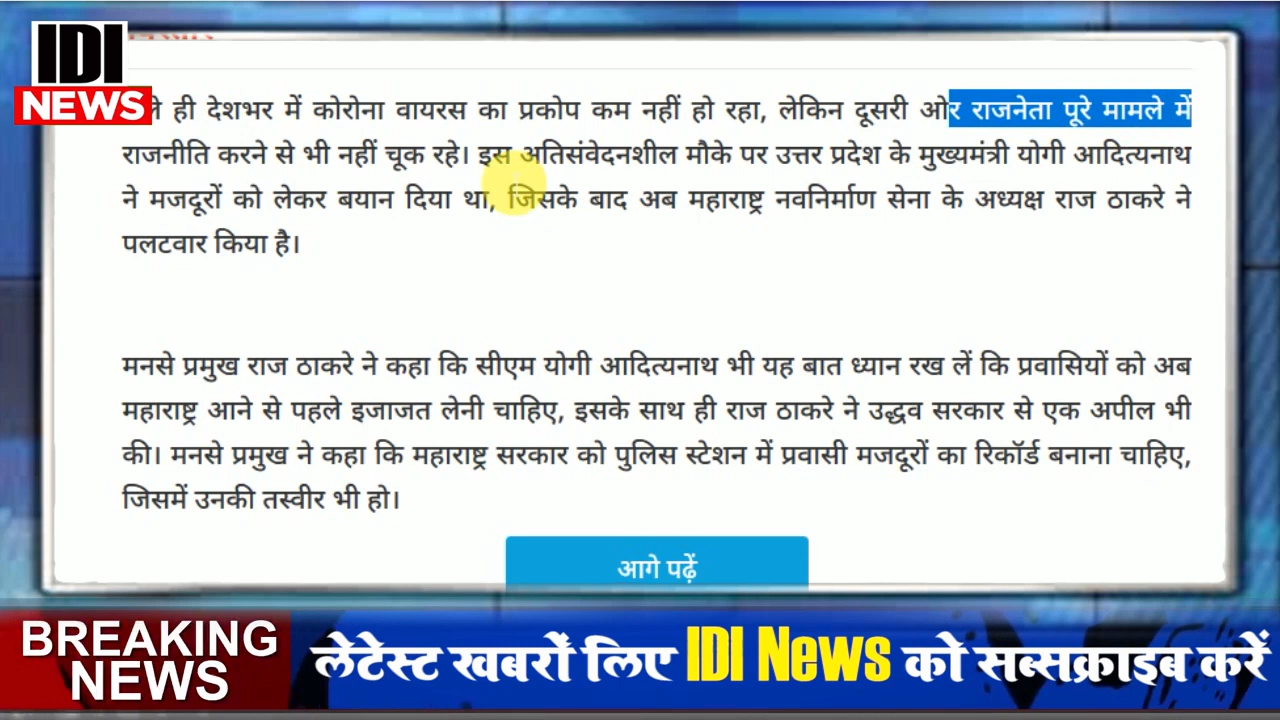 IDI
NEWS
ही देशभर में कोरोना वायरस का प्रकोप कम नहीं हो रहा, लेकिन दूसरी ओर राजनेता पूरे मामले में
राजनीति करने से भी नहीं चूक रहे। इस अतिसंवेदनशील मौके पर उत्तर प्रदेश के मुख्यमंत्री योगी आदित्यनाथ
ने मजदूरों को लेकर बयान दिया था, जिसके बाद अब महाराष्ट्र नवनिर्माण सेना के अध्यक्ष राज ठाकरे ने
पलटवार किया है।
मनसे प्रमुख राज ठाकरे ने कहा कि सीएम योगी आदित्यनाथ भी यह बात ध्यान रख लें कि प्रवासियों को अब
महाराष्ट्र आने से पहले इजाजत लेनी चाहिए, इसके साथ ही राज ठाकरे ने उद्धव सरकार से एक अपील भी
की। मनसे प्रमुख ने कहा कि महाराष्ट्र सरकार को पुलिस स्टेशन में प्रवासी मजदूरों का रिकॉर्ड बनाना चाहिए,
जिसमें उनकी तस्वीर भी हो।
आगे पढ़ें
BREAKING
NEWS
लेटेस्ट खबरों लिए IDI News को सब्सक्राइब करें